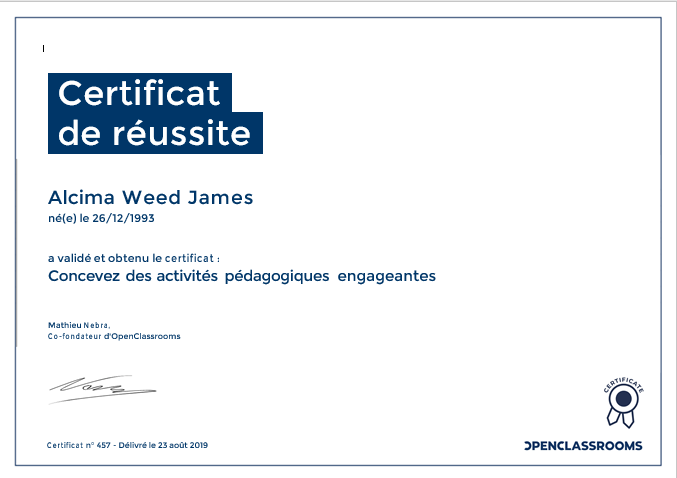 Certificat
de réussite
Alcima Weed James
né(e) le 26/12/1993
a validé et obtenu le certificat :
Concevez des activités pédagogiques engageantes
Mathieu Nebra,
Co-fondateur d'OpenClassrooms
CERTIFICATE
Certificat n° 457 - Délivré le 23 août 2019
OPENCLASSROOMS